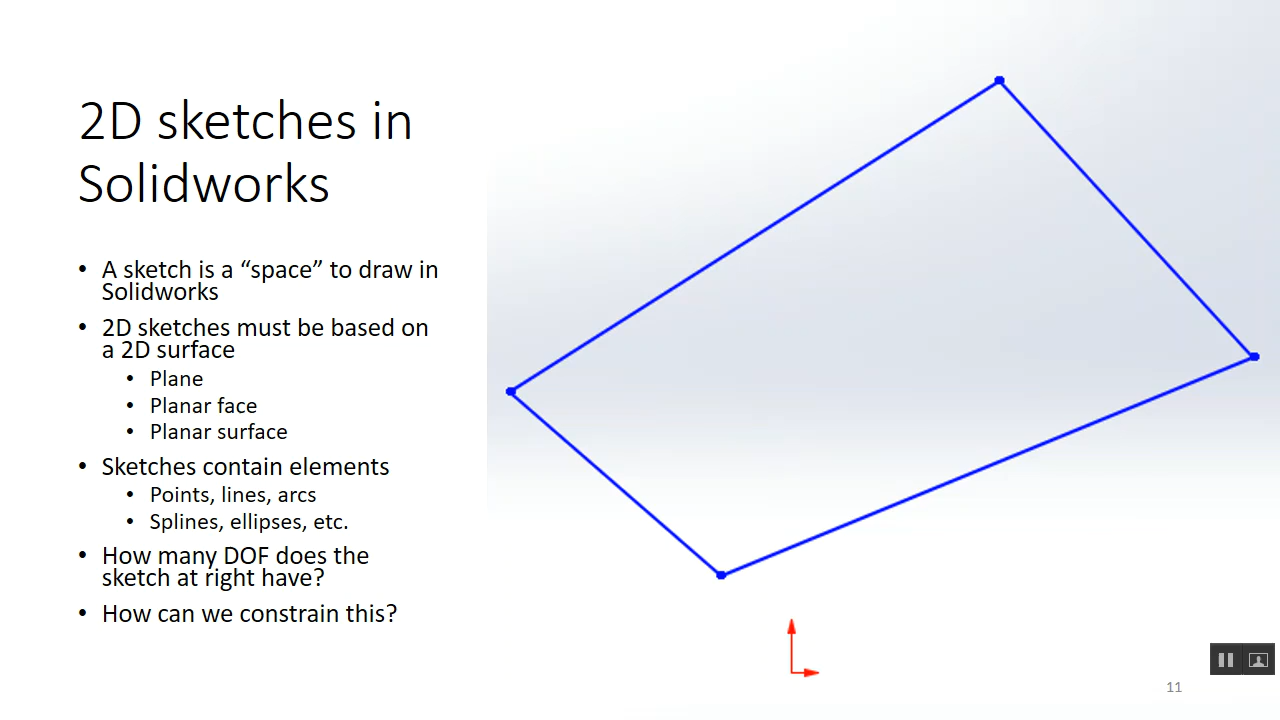 2D sketches in
Solidworks
• A sketch is a “space” to draw in
Solidworks
• 2D sketches must be based on
a 2D surface
• Plane
• Planar face
• Planar surface
• Sketches contain elements
• Points, lines, arcs
• Splines, ellipses, etc.
• How many DOF does the
sketch at right have?
• How can we constrain this?
11